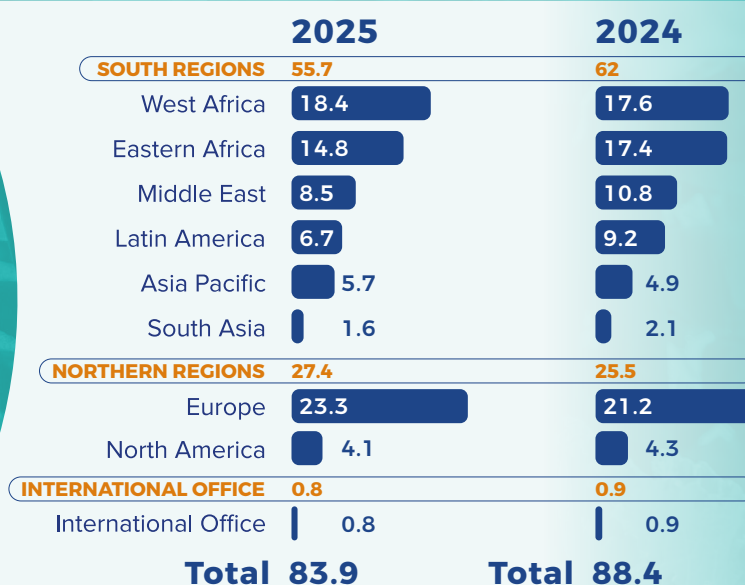 2025 2024
SOUTH REGIONS 55.7 62
West Africa 18.4 17.6
Eastern Africa 14.8 17.4
Middle East 8.5 10.8
Latin America 6.7 9.2
Asia Pacific 5.7 4.9
South Asia 1.6 2.1
NORTHERN REGIONS 27.4 25.5
Europe 23.3 21.2
North America 4.1 4.3
INTERNATIONAL OFFICE 0.8 0.9
International Office 0.8 0.9
Total 83.9 Total 88.4